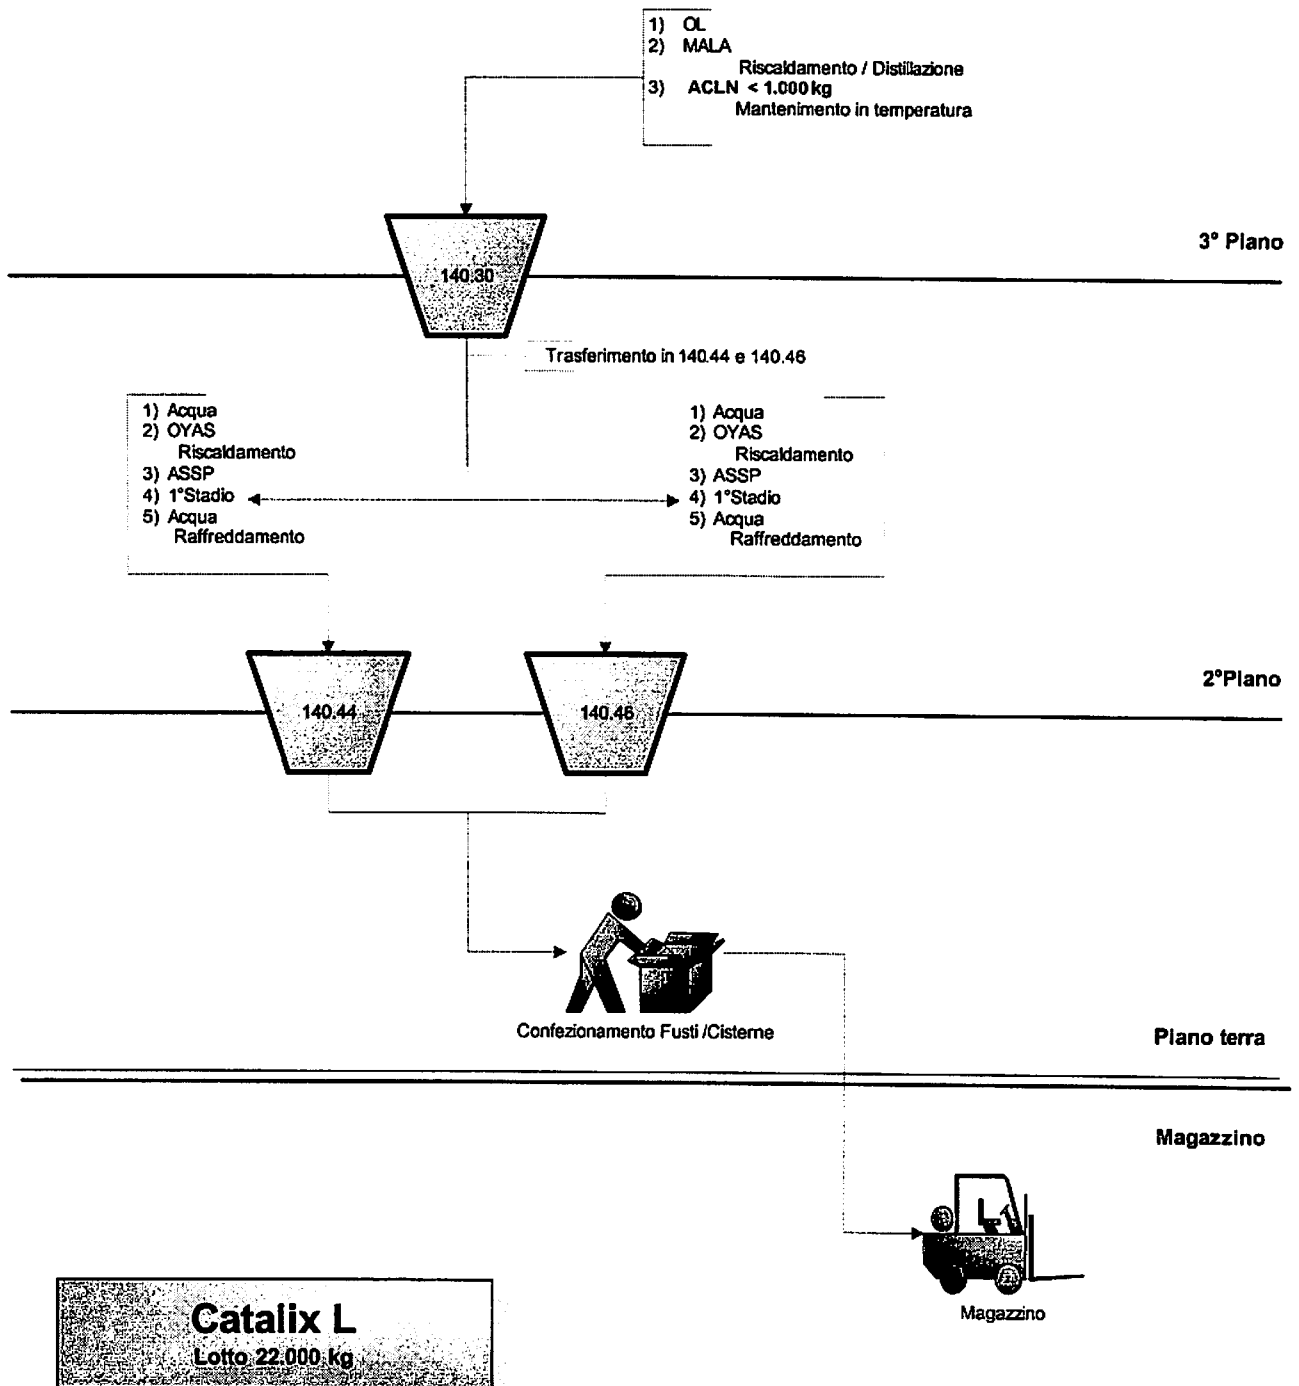 1) OL
2) MALA
Riscaldamento / Distillazione
3) ACLN < 1.000 kg
Mantenimento in temperatura
3° Piano
140.30
Trasferimento in 140.44 e 140.46
1) Acqua
2) OYAS
Riscaldamento
3) ASSP
4) 1°Stadio
5) Acqua
Raffreddamento
1) Acqua
2) OYAS
Riscaldamento
3) ASSP
4) 1°Stadio
5) Acqua
Raffreddamento
2°Piano
140.44
140.46
Confezionamento Fusti /Cisterne
Piano terra
Magazzino
Magazzino
Catalix L
Lotto 22.000 kg